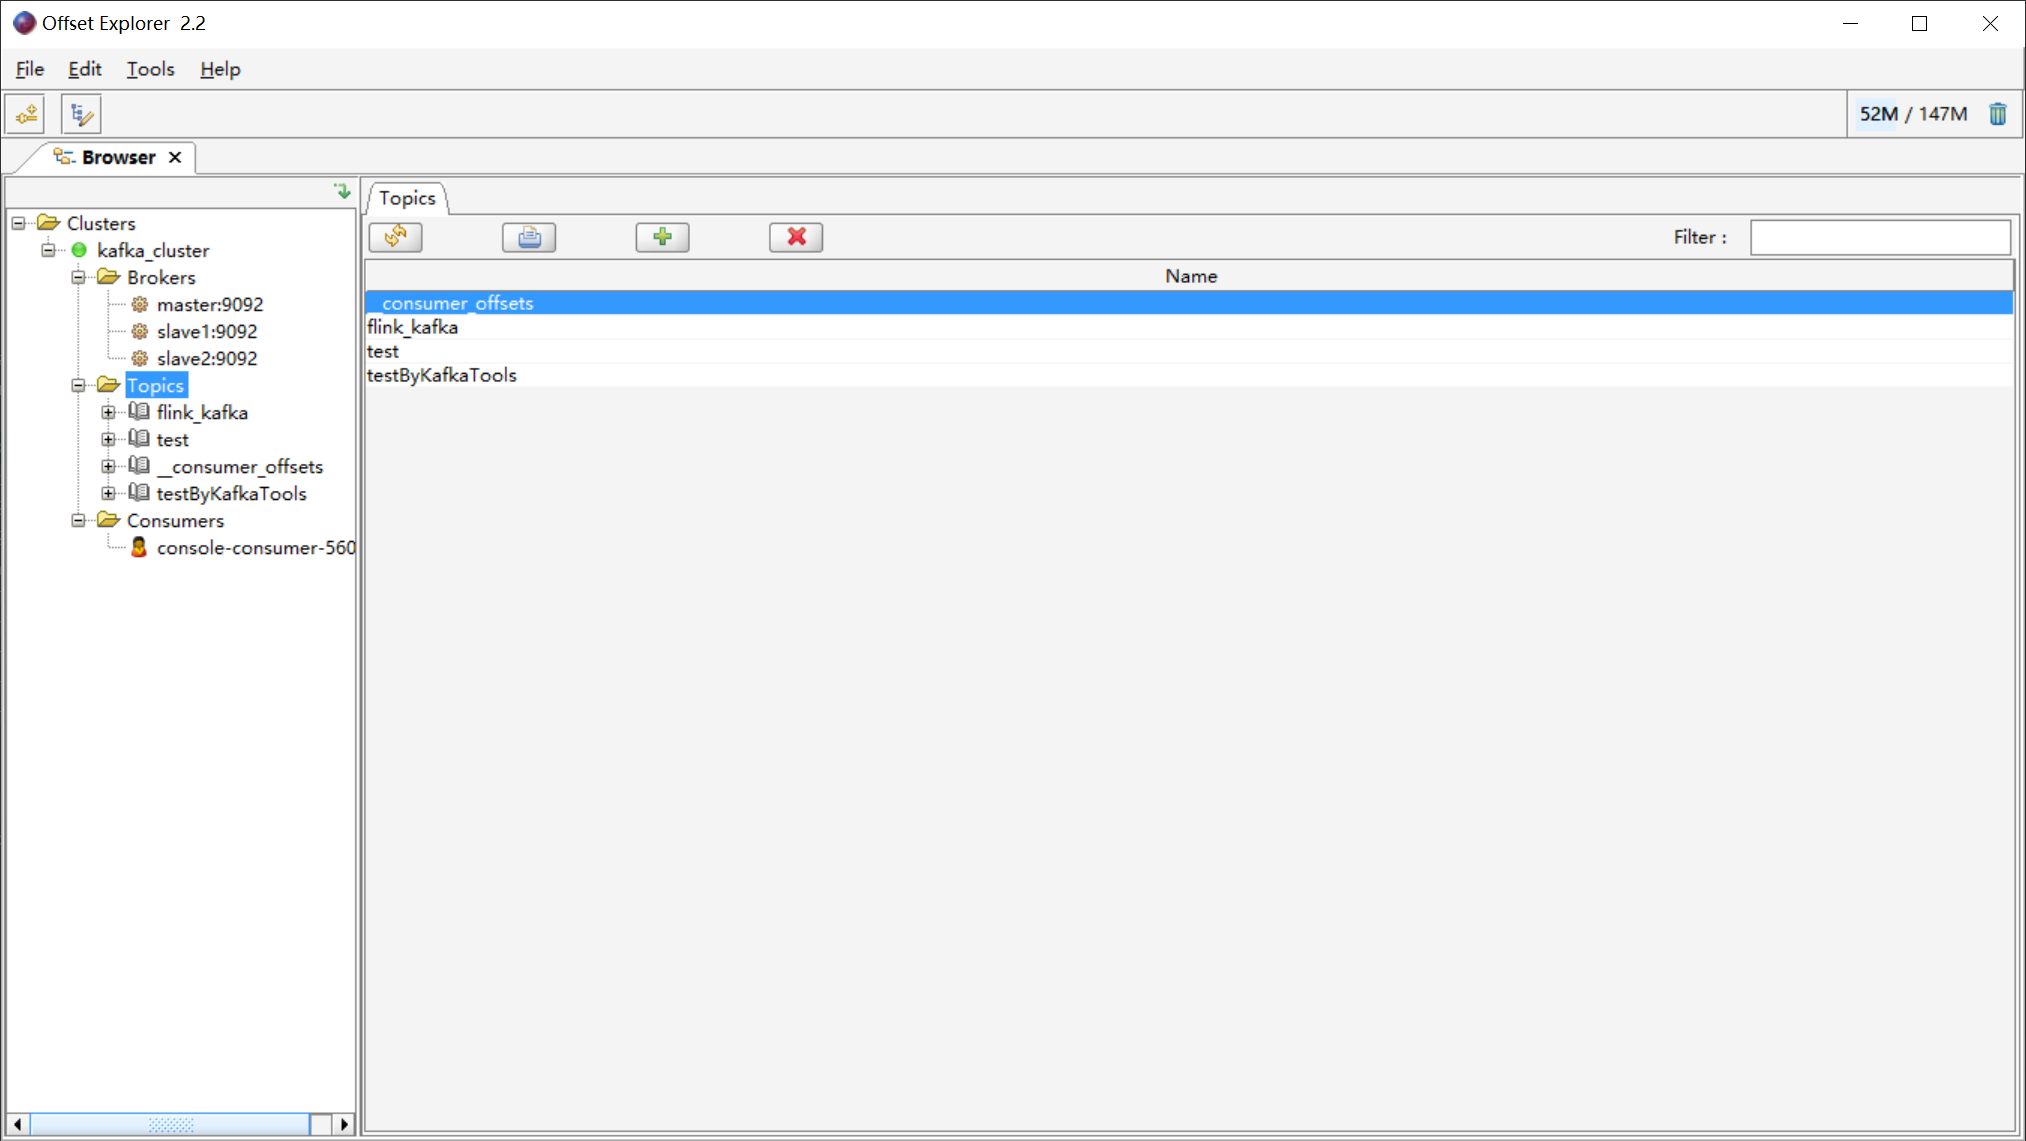 Offset Explorer 2.2
File Edit Tools Help
52M / 147M
Browser
Topics
Filter :
Name
__consumer_offsets
flink_kafka
test
testByKafkaTools
Clusters
kafka_cluster
Brokers
master:9092
slave1:9092
slave2:9092
Topics
flink_kafka
test
__consumer_offsets
testByKafkaTools
Consumers
console-consumer-560